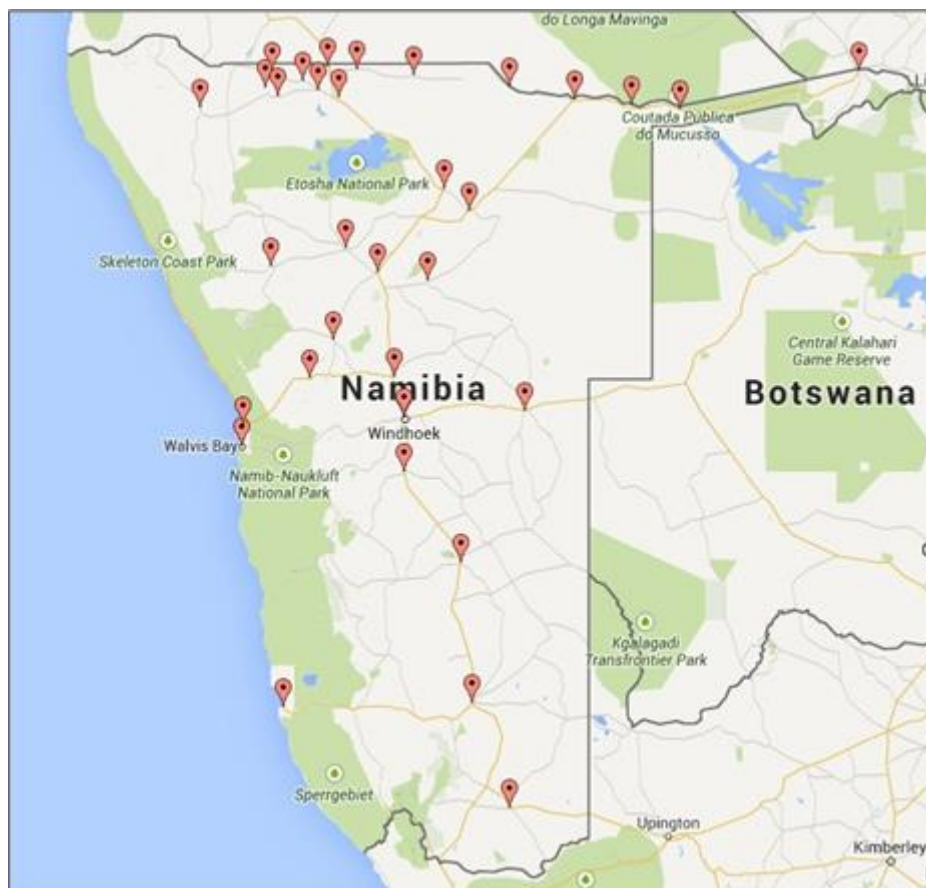 do Longa Mavinga
Li
Coutada Pública
do Mucusso
Etosha National Park
Skeleton Coast Park
Central Kalahari
Game Reserve
Namibia
Botswana
Windhoek
Walvis Bay
Namib-Naukluft
National Park
Kgalagadi
Transfrontier Park
Sperrgebiet
Upington
Kimberley